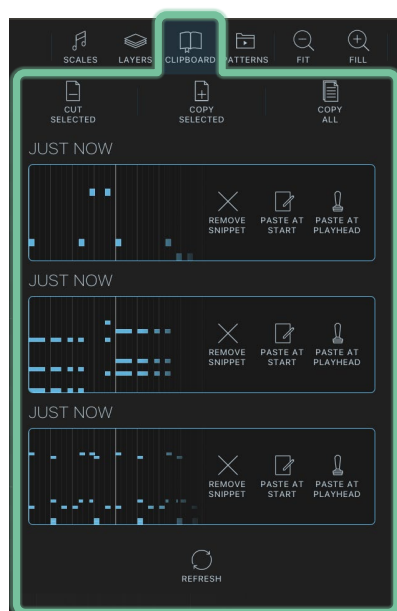 SCALES LAYERS CLIPBOARD PATTERNS FIT FILL
CUT SELECTED COPY SELECTED COPY ALL
JUST NOW
REMOVE SNIPPET PASTE AT START PASTE AT PLAYHEAD
JUST NOW
REMOVE SNIPPET PASTE AT START PASTE AT PLAYHEAD
JUST NOW
REMOVE SNIPPET PASTE AT START PASTE AT PLAYHEAD
REFRESH